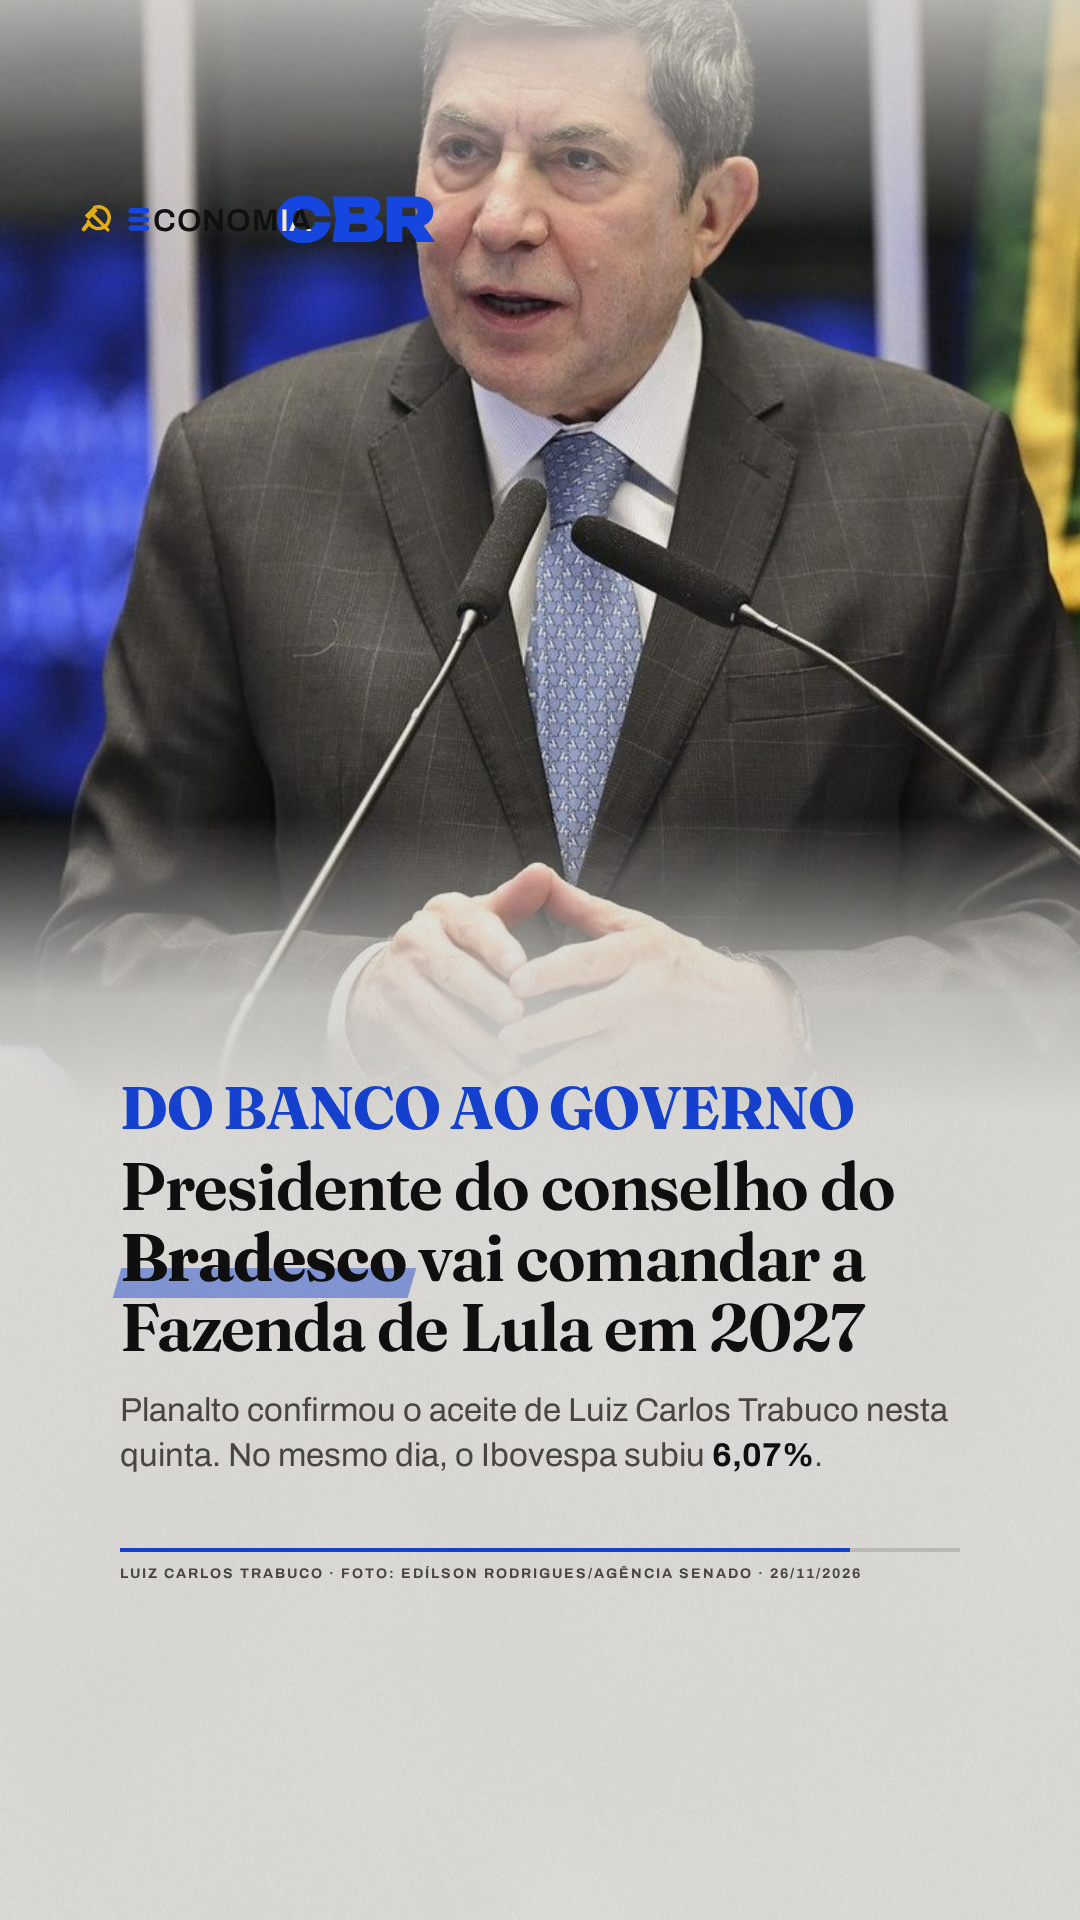 ECONOMIA CBR
DO BANCO AO GOVERNO
Presidente do conselho do
Bradesco vai comandar a
Fazenda de Lula em 2027
Planalto confirmou o aceite de Luiz Carlos Trabuco nesta
quinta. No mesmo dia, o Ibovespa subiu 6,07%.
LUIZ CARLOS TRABUCO · FOTO: EDÍLSON RODRIGUES/AGÊNCIA SENADO · 26/11/2026